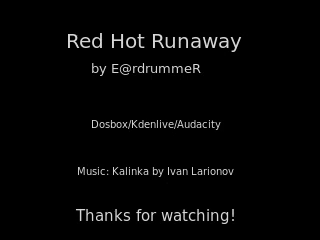 Red Hot Runaway
by E@rdrummeR
Dosbox/Kdenlive/Audacity
Music: Kalinka by Ivan Larionov
Thanks for watching!